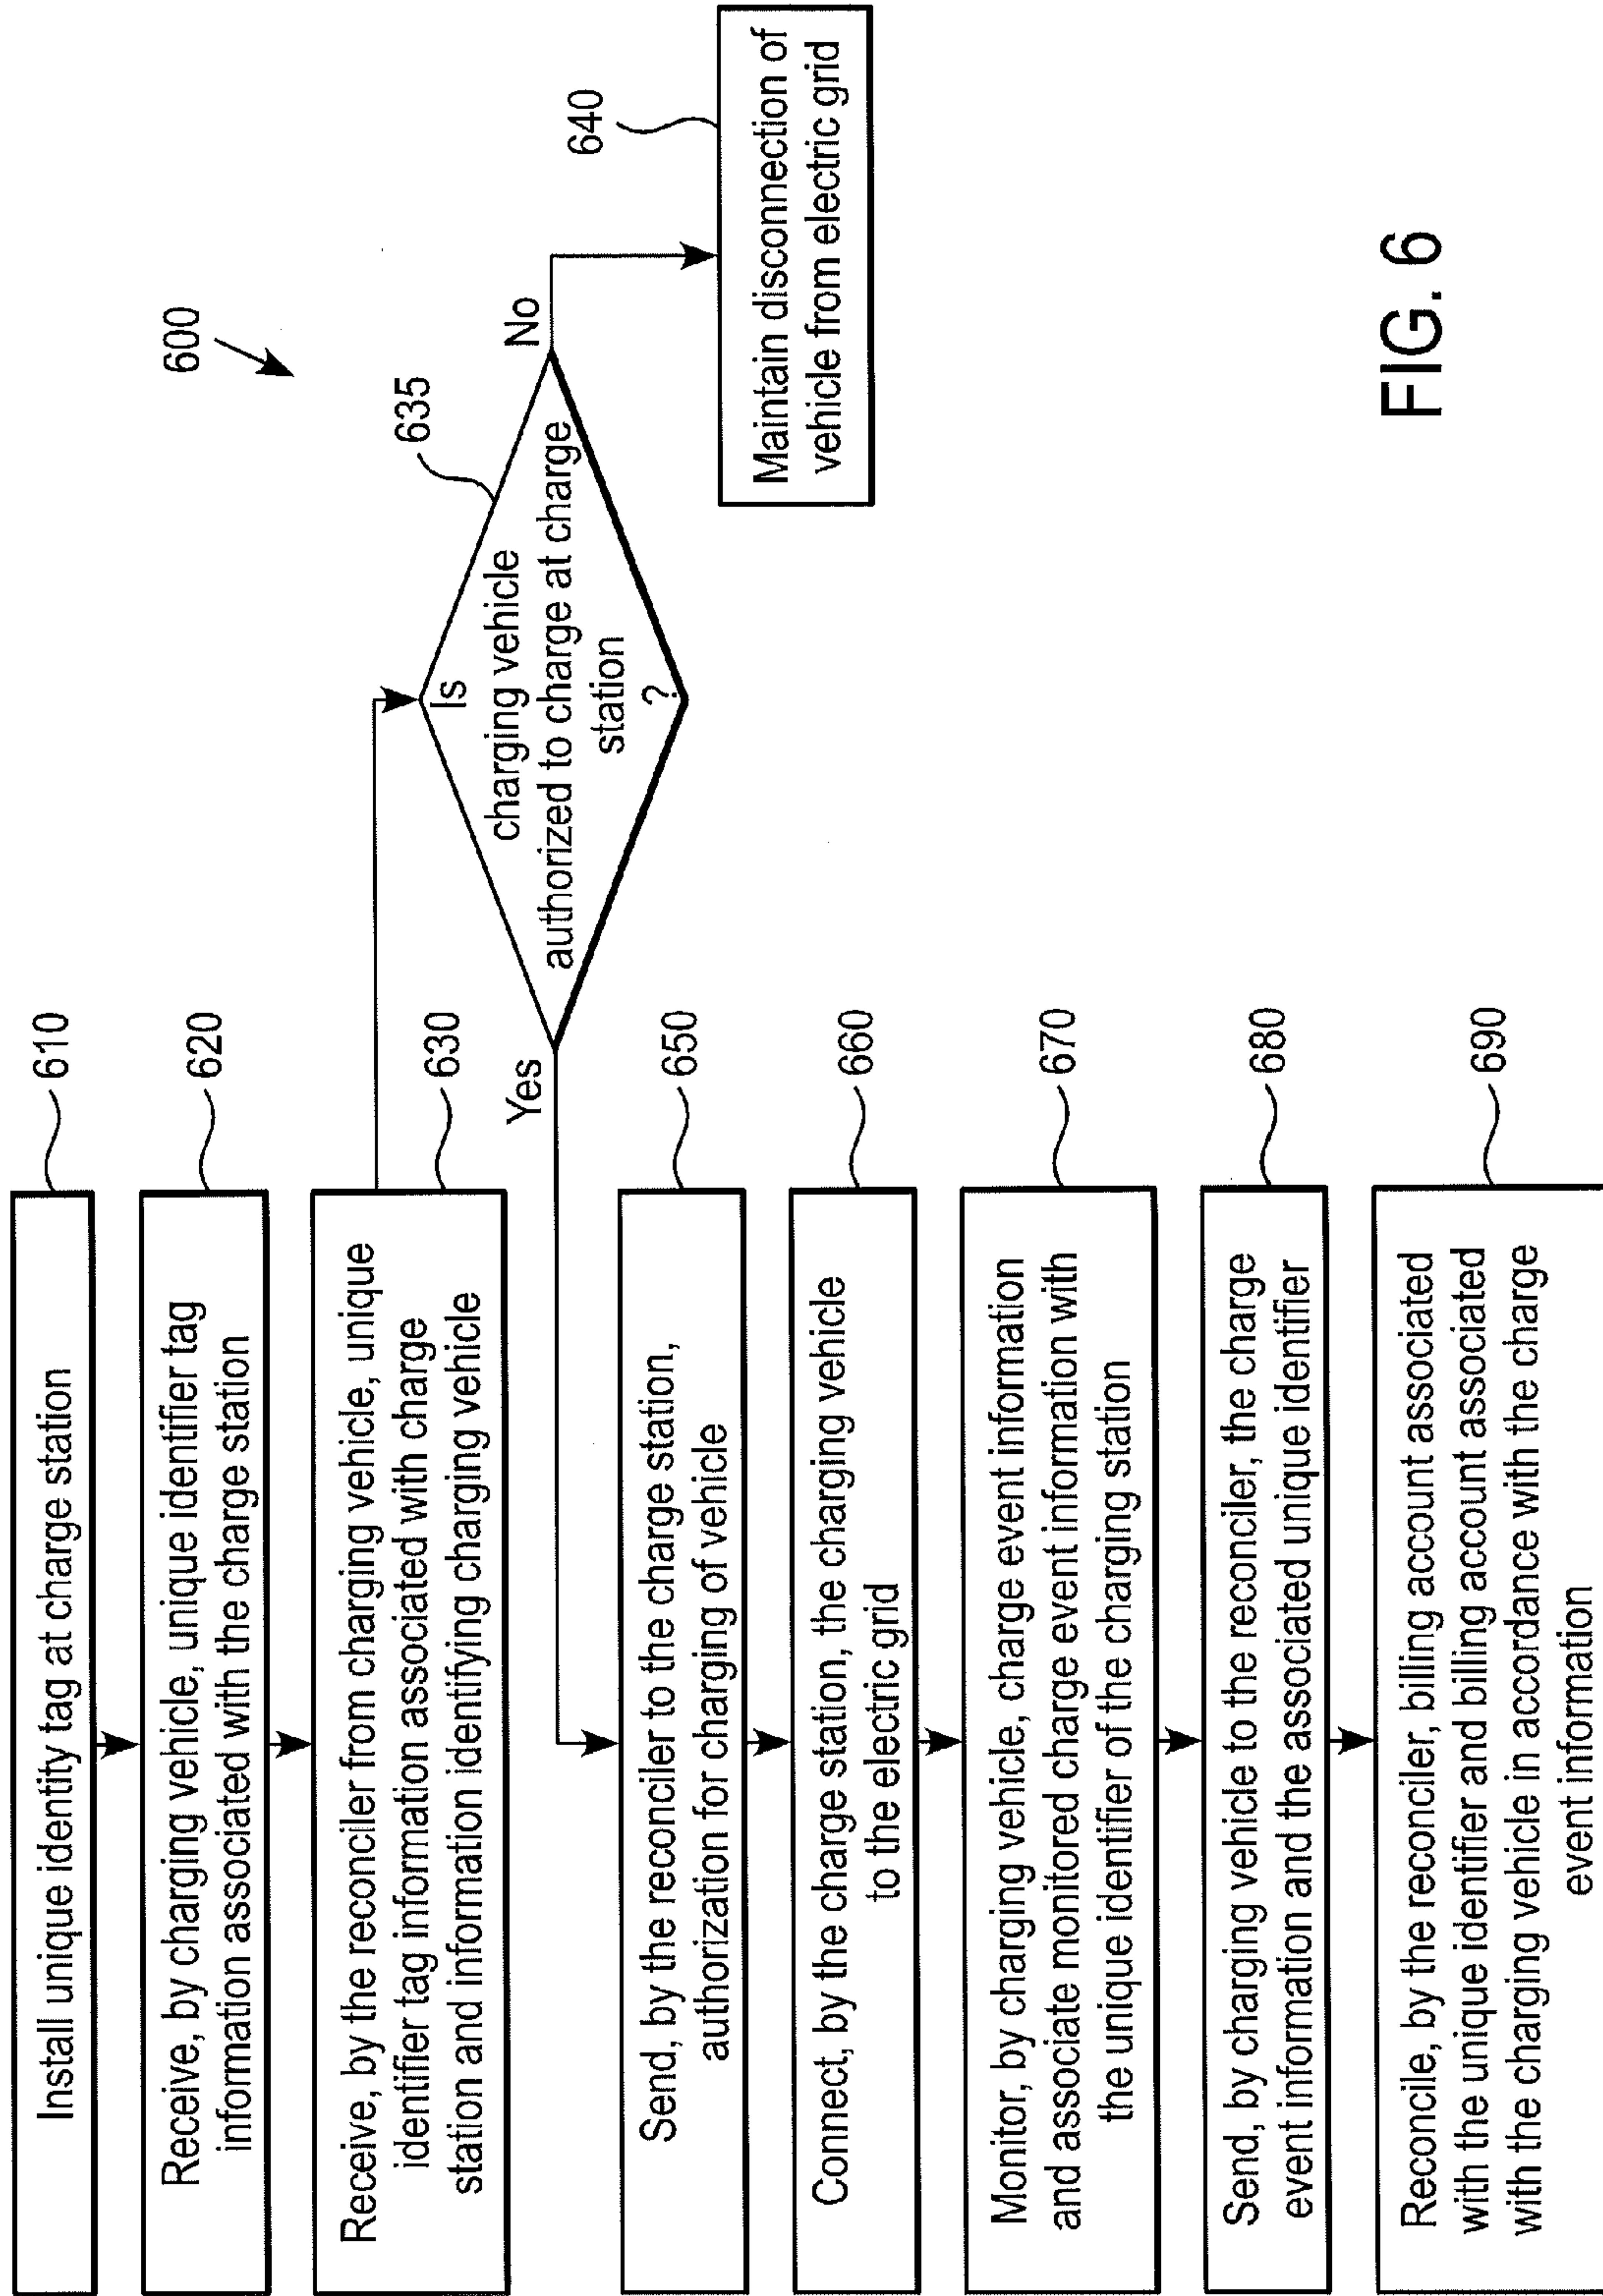 600
Install unique identity tag at charge station
610
Receive, by charging vehicle, unique identifier tag
information associated with the charge station
620
Receive, by the reconciler from charging vehicle, unique
identifier tag information associated with charge
station and information identifying charging vehicle
630
Is
charging vehicle
authorized to charge at charge
station
?
635
Yes
No
Maintain disconnection of
vehicle from electric grid
640
Send, by the reconciler to the charge station,
authorization for charging of vehicle
650
Connect, by the charge station, the charging vehicle
to the electric grid
660
Monitor, by charging vehicle, charge event information
and associate monitored charge event information with
the unique identifier of the charging station
670
Send, by charging vehicle to the reconciler, the charge
event information and the associated unique identifier
680
Reconcile, by the reconciler, billing account associated
with the unique identifier and billing account associated
with the charging vehicle in accordance with the charge
event information
690
FIG. 6